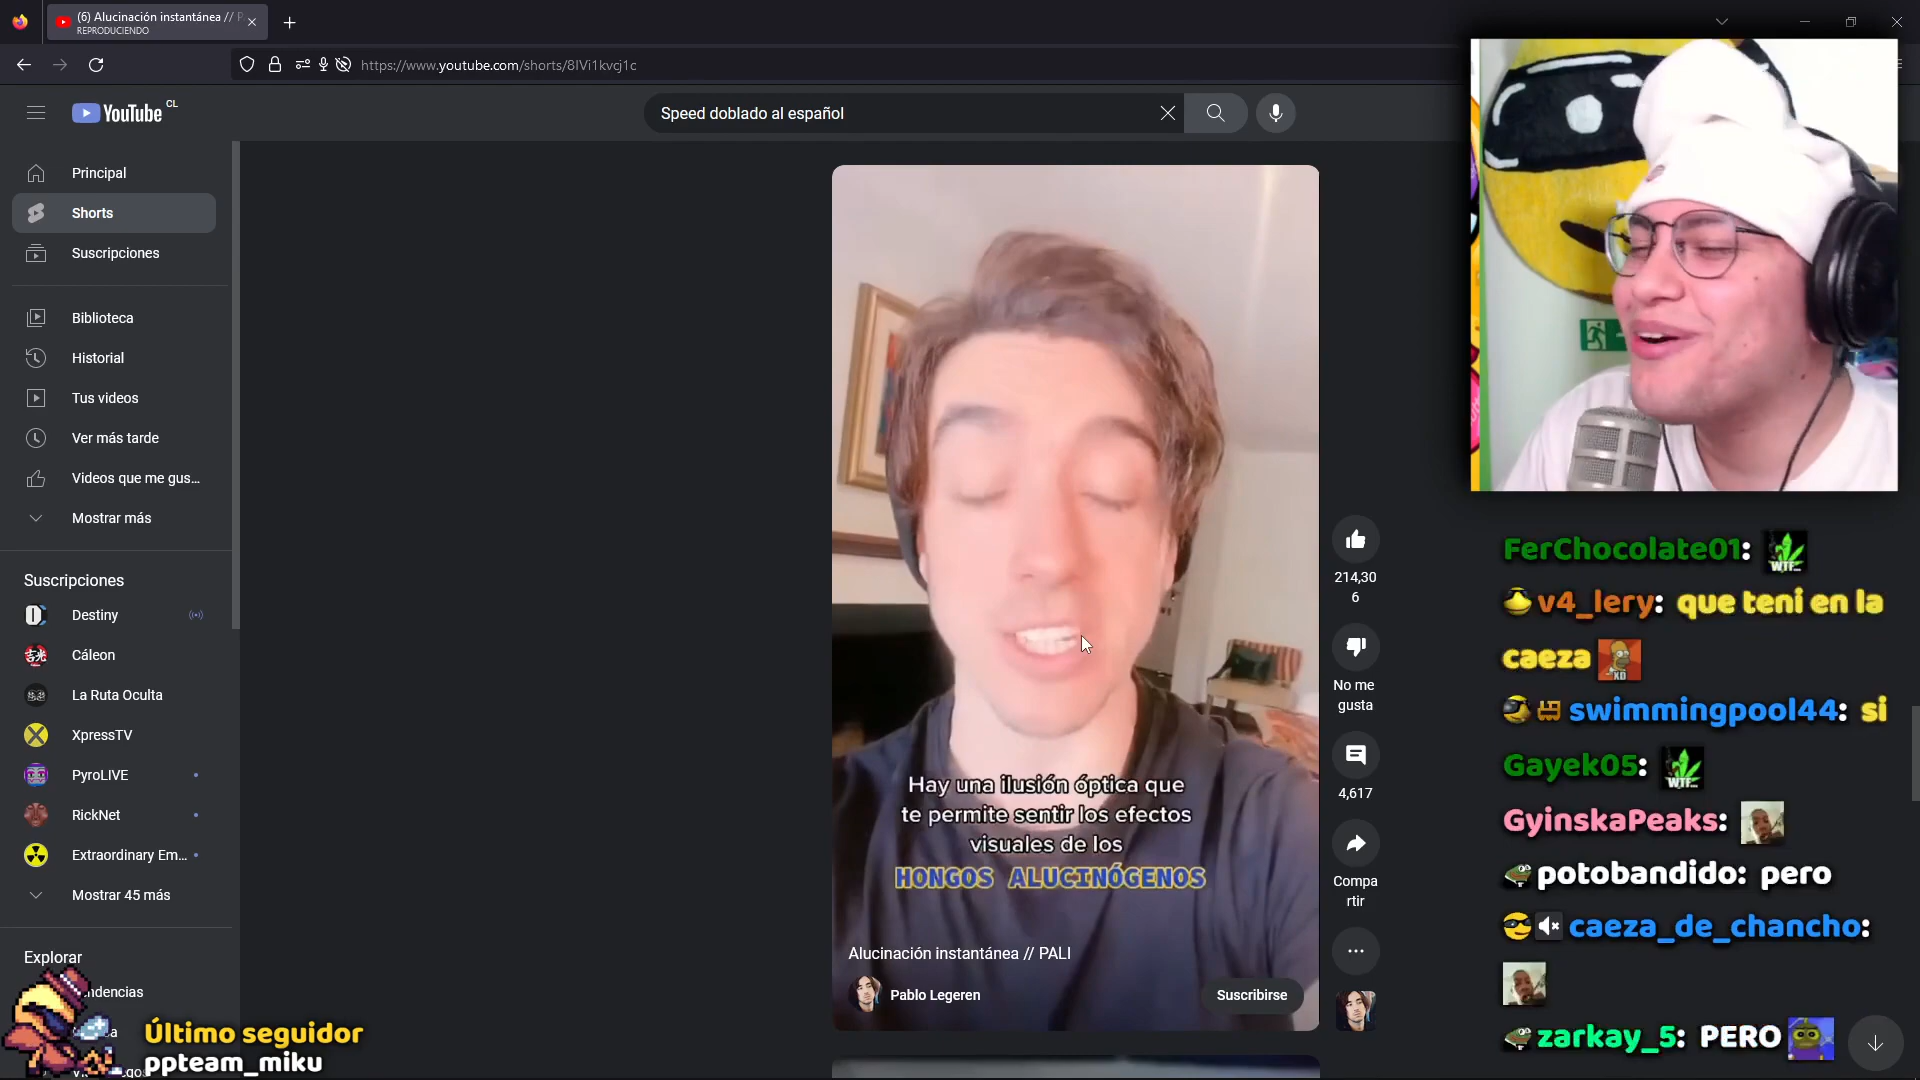 (6) Alucinación instantánea // P
REPRODUCIENDO
https://www.youtube.com/shorts/8IVi1kvcj1c
YouTube CL
Speed doblado al español
Principal
Shorts
Suscripciones
Biblioteca
Historial
Tus videos
Ver más tarde
Videos que me gus...
Mostrar más
Suscripciones
Destiny
Cáleon
La Ruta Oculta
XpressTV
PyroLIVE
RickNet
Extraordinary Em...
Mostrar 45 más
Explorar
ndencias
Último seguidor
ppteam_miku
Hay una ilusión óptica que
te permite sentir los efectos
visuales de los
HONGOS ALUCINÓGENOS
Alucinación instantánea // PALI
Pablo Legeren
Suscribirse
214,30
6
No me
gusta
4,617
Compa
rtir
FerChocolate01: WTF...
v4_lery: que teni en la
caeza XD
swimmingpool44: si
Gayek05: WTF...
GyinskaPeaks:
potobandido: pero
caeza_de_chancho:
zarkay_5: PERO